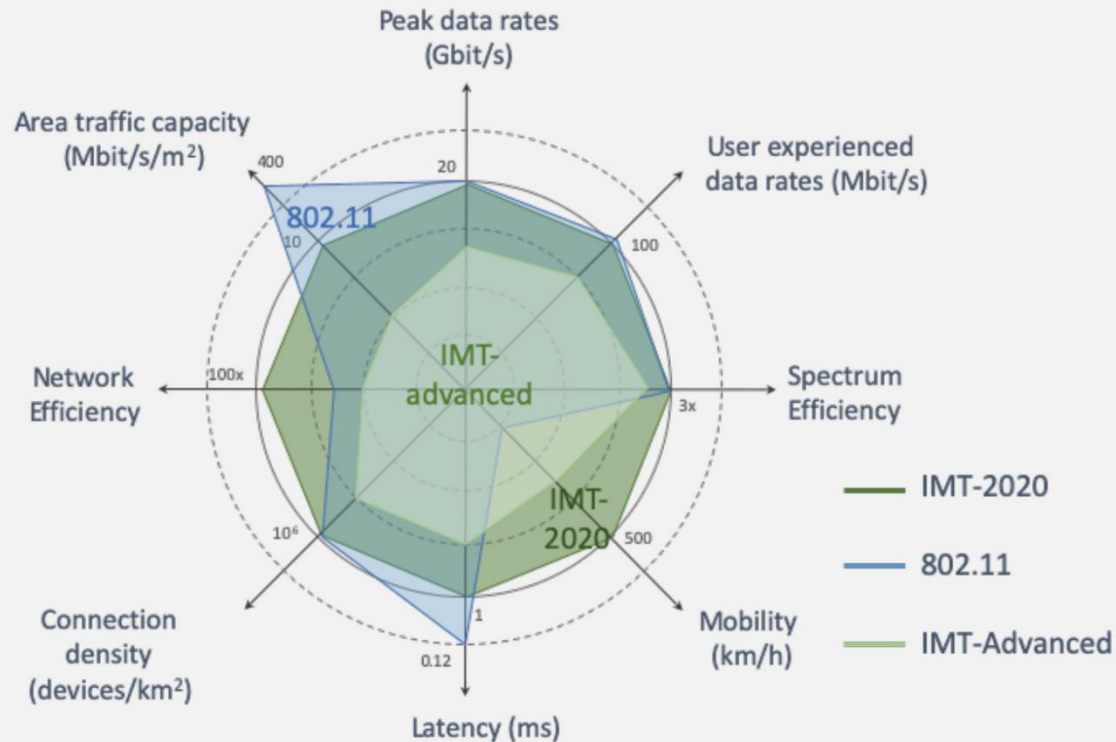 Peak data rates
(Gbit/s)
Area traffic capacity
(Mbit/s/m²)
User experienced
data rates (Mbit/s)
400
20
802.11
10
100
IMT-
advanced
Network
Efficiency
100x
Spectrum
Efficiency
3x
IMT-
2020
IMT-2020
10⁶
500
802.11
Connection
density
(devices/km²)
1
0.12
Mobility
(km/h)
IMT-Advanced
Latency (ms)